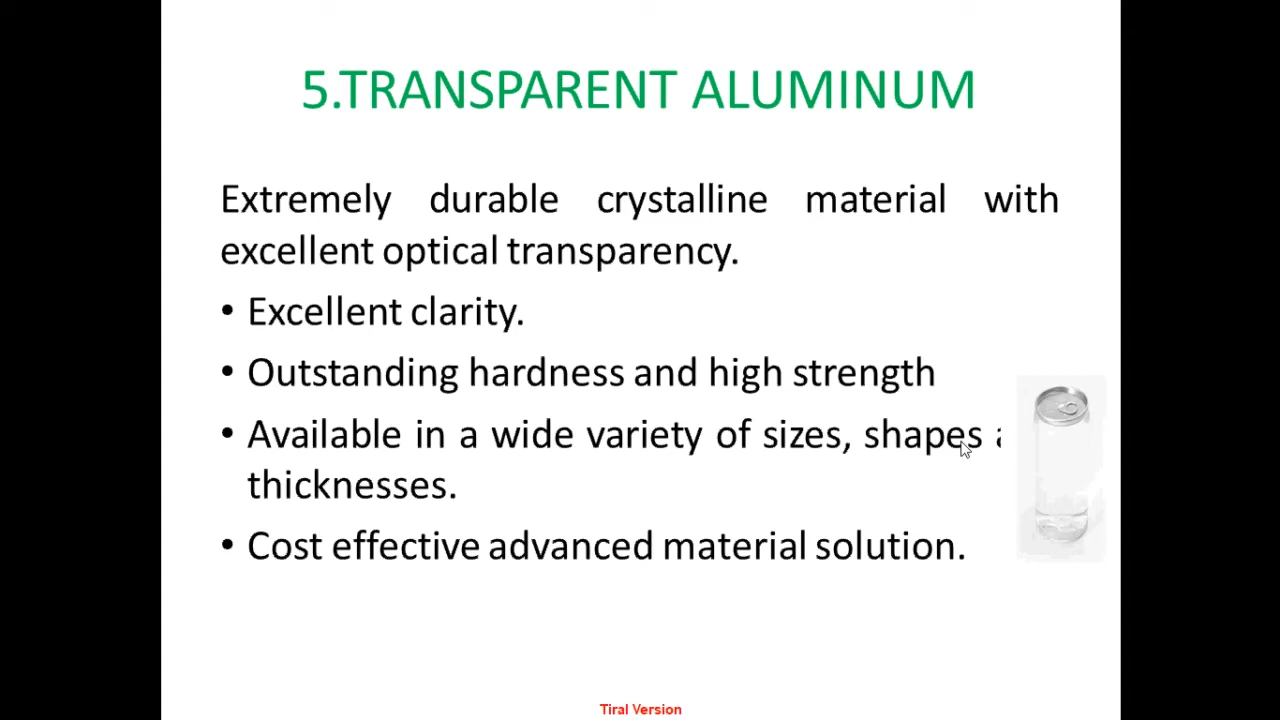 5.TRANSPARENT ALUMINUM
Extremely durable crystalline material with
excellent optical transparency.
• Excellent clarity.
• Outstanding hardness and high strength
• Available in a wide variety of sizes, shapes
thicknesses.
• Cost effective advanced material solution.
Tiral Version